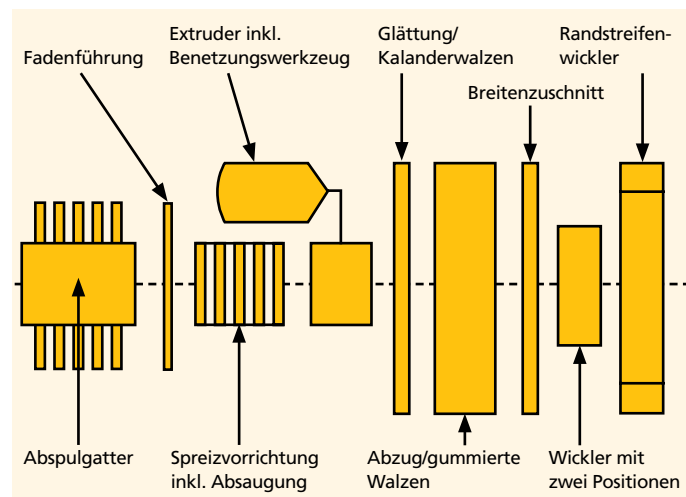 Fadenführung
Extruder inkl.
Benetzungswerkzeug
Glättung/
Kalanderwalzen
Breitenzuschnitt
Randstreifen-
wickler
Abspulgatter
Spreizvorrichtung
inkl. Absaugung
Abzug/gummierte
Walzen
Wickler mit
zwei Positionen